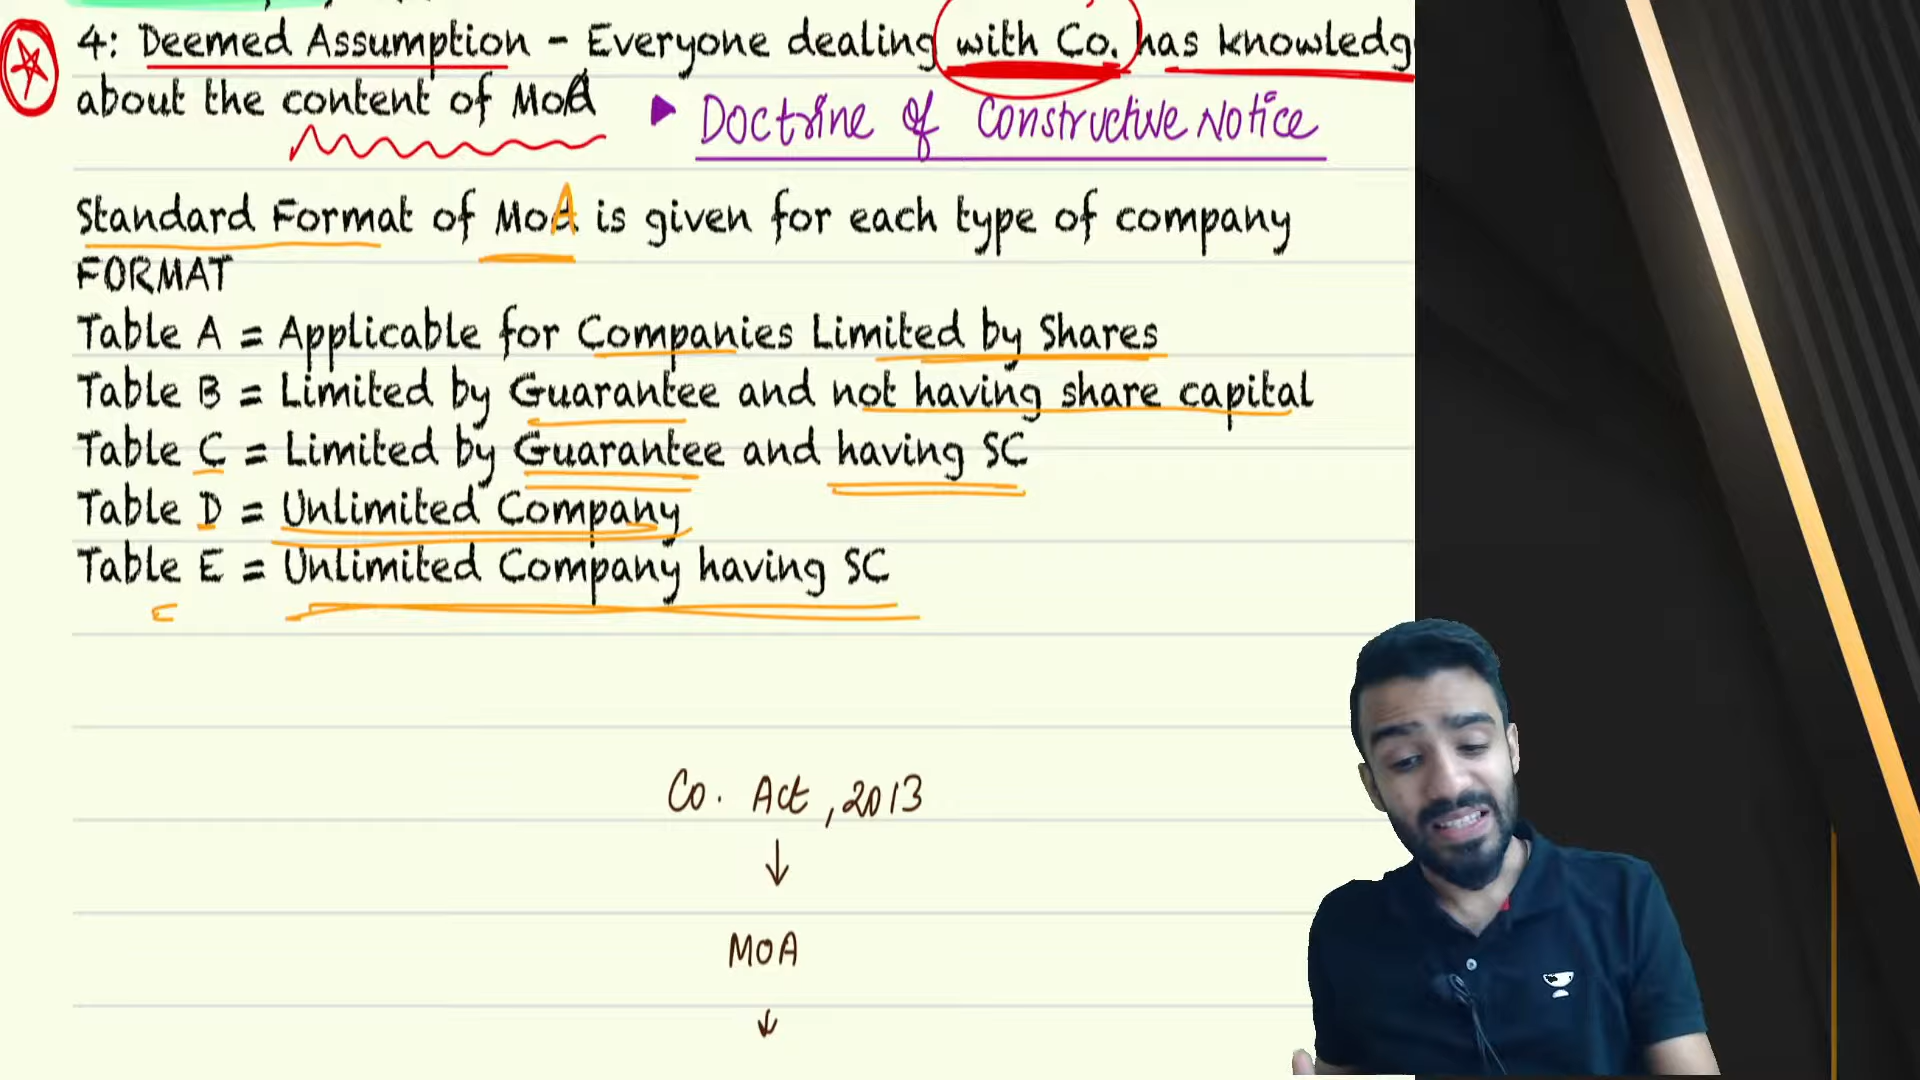 4: Deemed Assumption - Everyone dealing with Co. has knowledg
about the content of MoA ▶ Doctrine of Constructive Notice
Standard Format of MoA is given for each type of company
FORMAT
Table A = Applicable for Companies Limited by Shares
Table B = Limited by Guarantee and not having share capital
Table C = Limited by Guarantee and having SC
Table D = Unlimited Company
Table E = Unlimited Company having SC
Co. Act, 2013
↓
MOA
↓